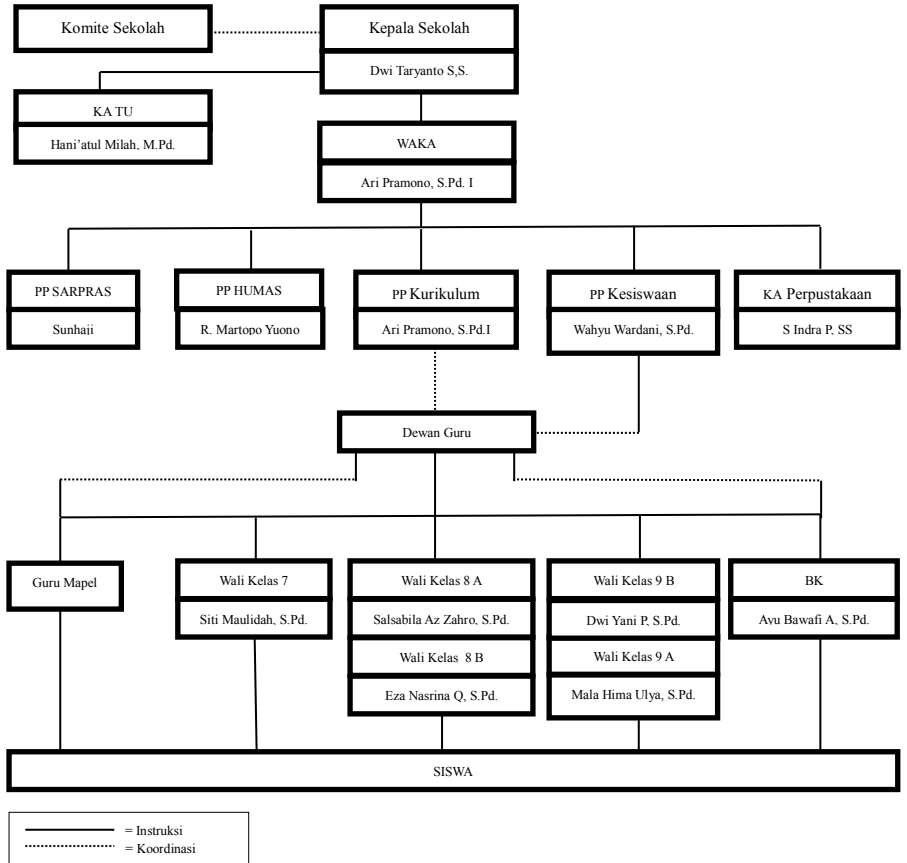 Komite Sekolah
Kepala Sekolah
Dwi Taryanto S,S.
KA TU
Hani’atul Milah, M.Pd.
WAKA
Ari Pramono, S.Pd. I
PP SARPRAS
Sunhaji
PP HUMAS
R. Martopo Yuono
PP Kurikulum
Ari Pramono, S.Pd.I
PP Kesiswaan
Wahyu Wardani, S.Pd.
KA Perpustakaan
S Indra P, SS
Dewan Guru
Guru Mapel
Wali Kelas 7
Siti Maulidah, S.Pd.
Wali Kelas 8 A
Salsabila Az Zahro, S.Pd.
Wali Kelas 8 B
Eza Nasrina Q, S.Pd.
Wali Kelas 9 B
Dwi Yani P, S.Pd.
Wali Kelas 9 A
Mala Hima Ulya, S.Pd.
BK
Ayu Bawafi A, S.Pd.
SISWA
= Instruksi
= Koordinasi